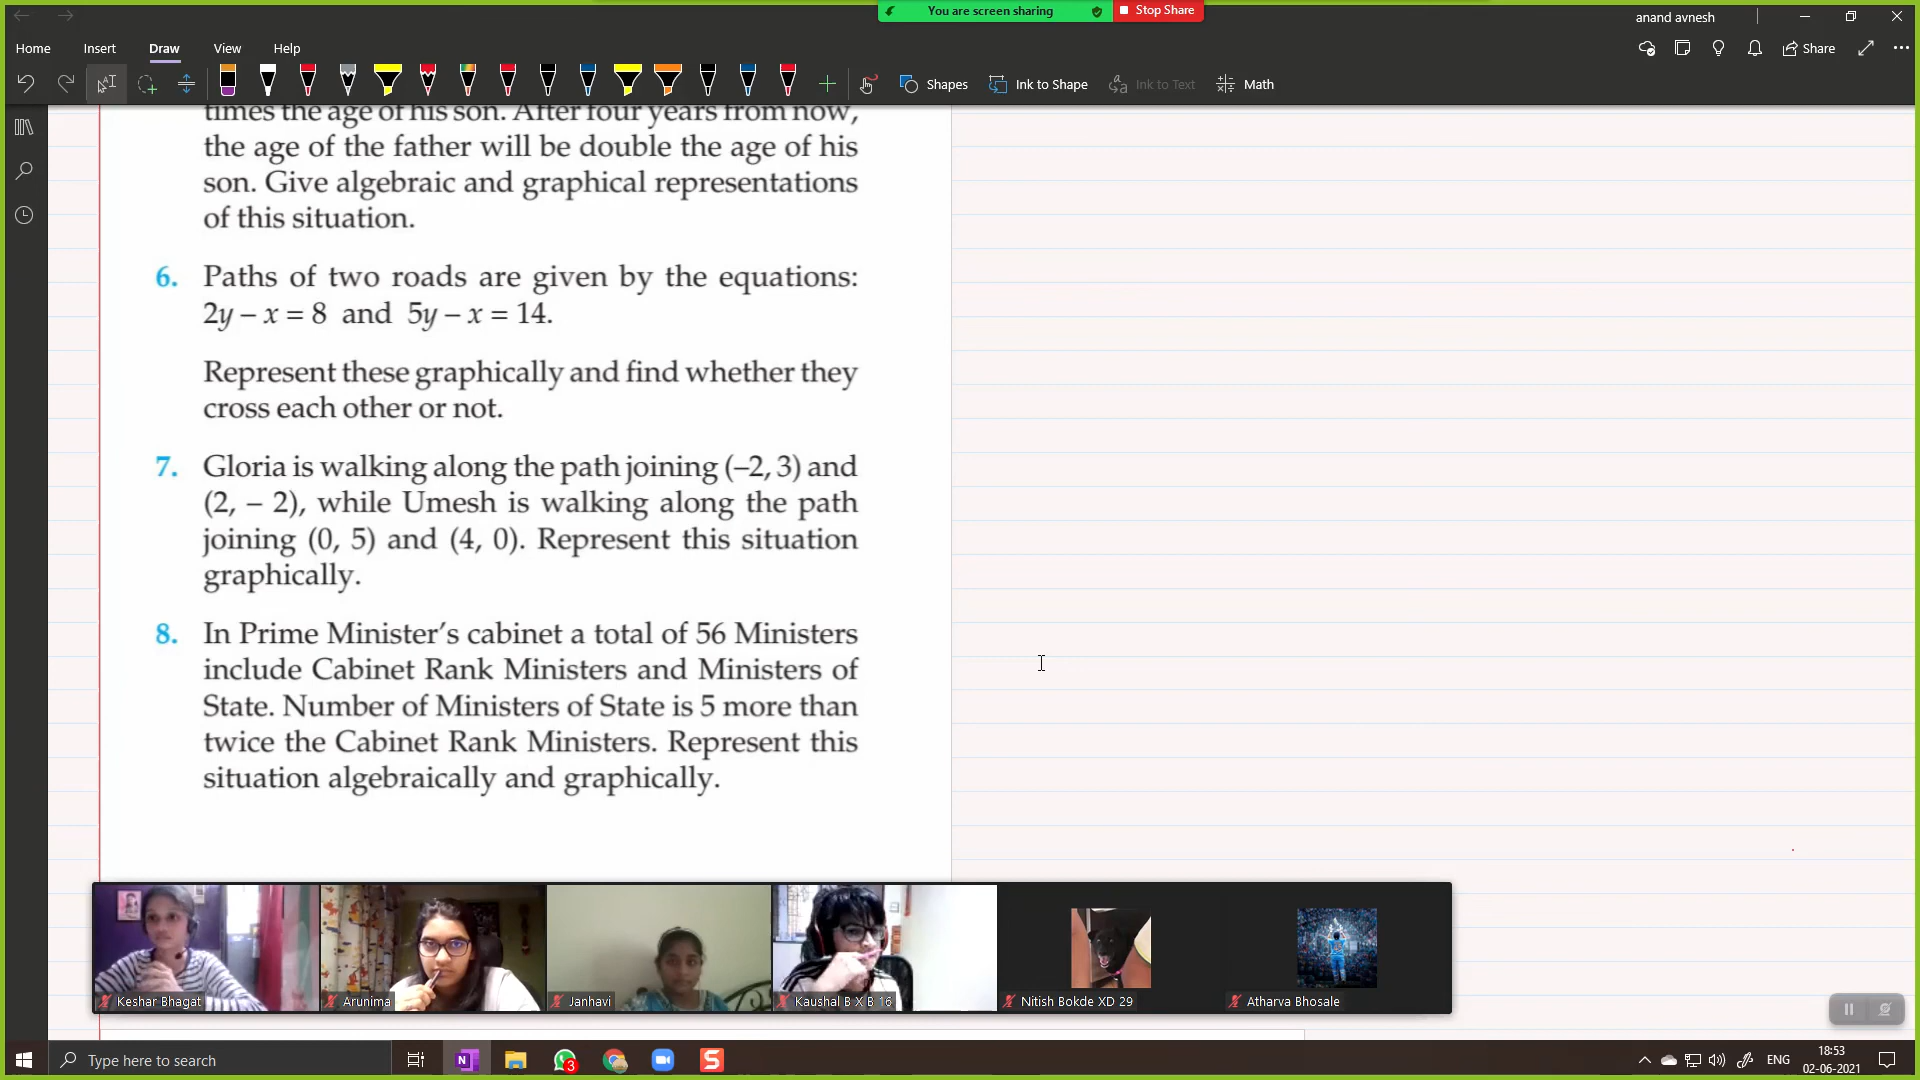 You are screen sharing
Stop Share
anand avnesh
Home Insert Draw View Help
Share
Shapes
Ink to Shape
Ink to Text
Math
times the age of his son. After four years from now,
the age of the father will be double the age of his
son. Give algebraic and graphical representations
of this situation.
6. Paths of two roads are given by the equations:
2y – x = 8 and 5y – x = 14.
Represent these graphically and find whether they
cross each other or not.
7. Gloria is walking along the path joining (–2, 3) and
(2, – 2), while Umesh is walking along the path
joining (0, 5) and (4, 0). Represent this situation
graphically.
8. In Prime Minister’s cabinet a total of 56 Ministers
include Cabinet Rank Ministers and Ministers of
State. Number of Ministers of State is 5 more than
twice the Cabinet Rank Ministers. Represent this
situation algebraically and graphically.
Keshar Bhagat
Arunima
Janhavi
Kaushal B X B 16
Nitish Bokde XD 29
Atharva Bhosale
Type here to search
N
3
S
ENG
18:53
02-06-2021